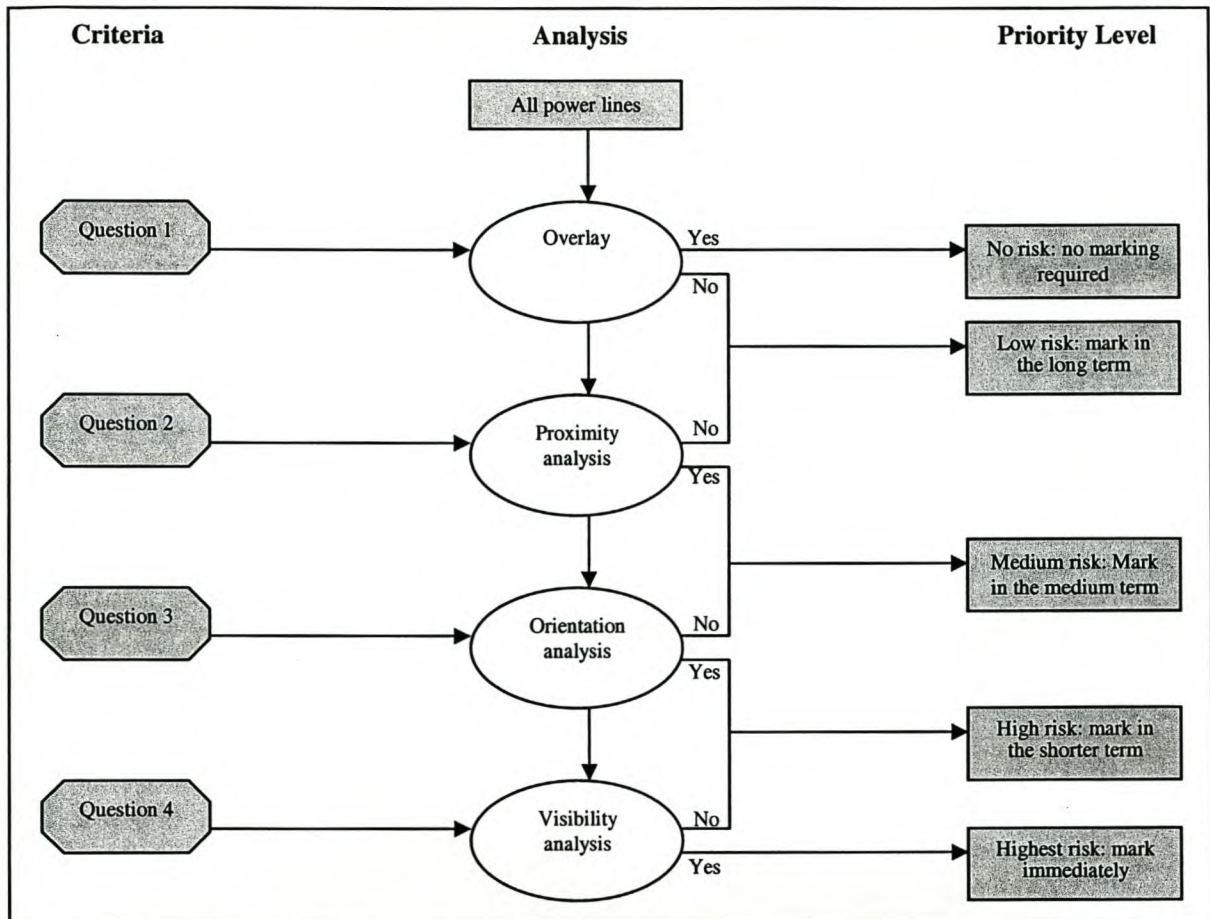 Criteria
Analysis
Priority Level
All power lines
Question 1
Overlay
Yes
No risk: no marking
required
No
Low risk: mark in
the long term
Question 2
Proximity
analysis
No
Yes
Medium risk: Mark
in the medium term
Question 3
Orientation
analysis
No
Yes
High risk: mark in
the shorter term
Question 4
Visibility
analysis
No
Yes
Highest risk: mark
immediately